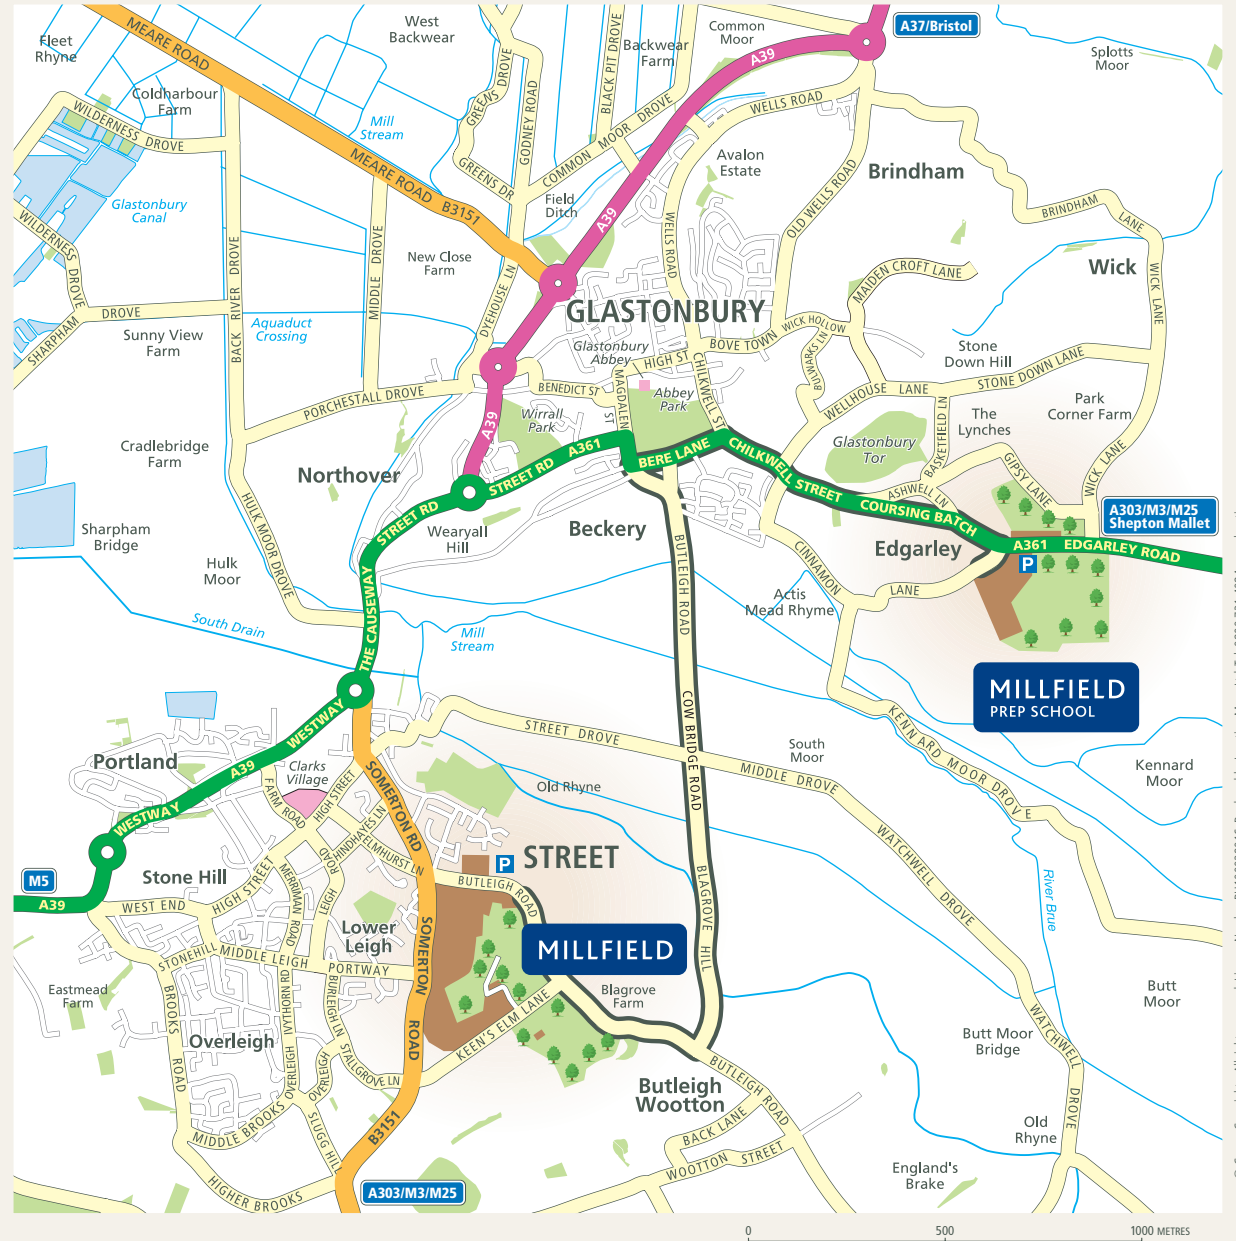 MEARE ROAD
Fleet
Rhyne
West
Backwear
Common
Moor
A37/Bristol
Splotts
Moor
A39
Backwear
Farm
BLACK PIT DROVE
GREENS DROVE
GODNEY ROAD
Coldharbour
Farm
WILDERNESS DROVE
Mill
Stream
WELLS ROAD
COMMON MOOR DROVE
MEARE ROAD B3151
GREENS DR
Avalon
Estate
Brindham
Glastonbury
Canal
Field
Ditch
A39
WELLS ROAD
OLD WELLS ROAD
BRINDHAM LANE
WILDERNESS DROVE
BACK RIVER DROVE
MIDDLE DROVE
New Close
Farm
DYEHOUSE LN
MAIDEN CROFT LANE
Wick
WICK LANE
SHARPHAM DROVE
Sunny View
Farm
Aquaduct
Crossing
GLASTONBURY
Glastonbury
Abbey
HIGH ST
BOVE TOWN
WICK HOLLOW
Stone
Down Hill
STONE DOWN LANE
BULWARKS LN
WELLHOUSE LANE
PORCHESTALL DROVE
BENEDICT ST
MAGDALEN ST
CHILKWELL ST
Abbey
Park
Wirrall
Park
A39
Park
Corner Farm
The
Lynches
BASKETFIELD LN
Glastonbury
Tor
Cradlebridge
Farm
Northover
STREET RD A361
BERE LANE
CHILKWELL STREET
COURSING BATCH
ASHWELL LN
GIPSY LANE
WICK LANE
HULK MOOR DROVE
STREET RD
Wearyall
Hill
Beckery
Edgarley
A303/M3/M25
Shepton Mallet
A361 EDGARLEY ROAD
P
Sharpham
Bridge
Hulk
Moor
BUTLEIGH ROAD
CINNAMON LANE
Actis
Mead Rhyme
South Drain
THE CAUSEWAY
Mill
Stream
MILLFIELD
PREP SCHOOL
WESTWAY
A39
WESTWAY
STREET DROVE
COW BRIDGE ROAD
MIDDLE DROVE
South
Moor
KENNARD MOOR DROVE
Kennard
Moor
Portland
Clarks
Village
FARM ROAD
HIGH STREET
SOMERTON RD
Old Rhyne
HINDHAYES LN
ELMHURST LN
P
STREET
WATCHWELL DROVE
River Brue
M5
A39
Stone Hill
WEST END
HIGH STREET
MERRIMAN ROAD
LEIGH ROAD
BUTLEIGH ROAD
BLAGROVE HILL
Lower
Leigh
SOMERTON ROAD
MILLFIELD
STONEHILL
MIDDLE LEIGH
PORTWAY
Eastmead
Farm
BROOKS ROAD
IVYTHORN RD
BURLEIGH LN
Blagrove
Farm
Butt
Moor
Overleigh
OVERLEIGH
OVERLEIGH
STALLGROVE LN
KEEN'S ELM LANE
Butt Moor
Bridge
WATCHWELL DROVE
Butleigh
Wootton
BUTLEIGH ROAD
MIDDLE BROOKS
SLUGG HILL
B3151
BACK LANE
WOOTTON STREET
Old
Rhyne
HIGHER BROOKS
A303/M3/M25
England's
Brake
0 500 1000 METRES